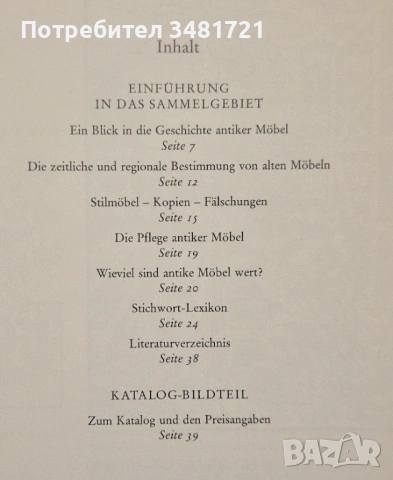 Потребител 3481721
Inhalt
EINFÜHRUNG
IN DAS SAMMELGEBIET
Ein Blick in die Geschichte antiker Möbel
Seite 7
Die zeitliche und regionale Bestimmung von alten Möbeln
Seite 12
Stilmöbel – Kopien – Fälschungen
Seite 15
Die Pflege antiker Möbel
Seite 19
Wieviel sind antike Möbel wert?
Seite 20
Stichwort-Lexikon
Seite 24
Literaturverzeichnis
Seite 38
KATALOG-BILDTEIL
Zum Katalog und den Preisangaben
Seite 39
BAZAR
bg